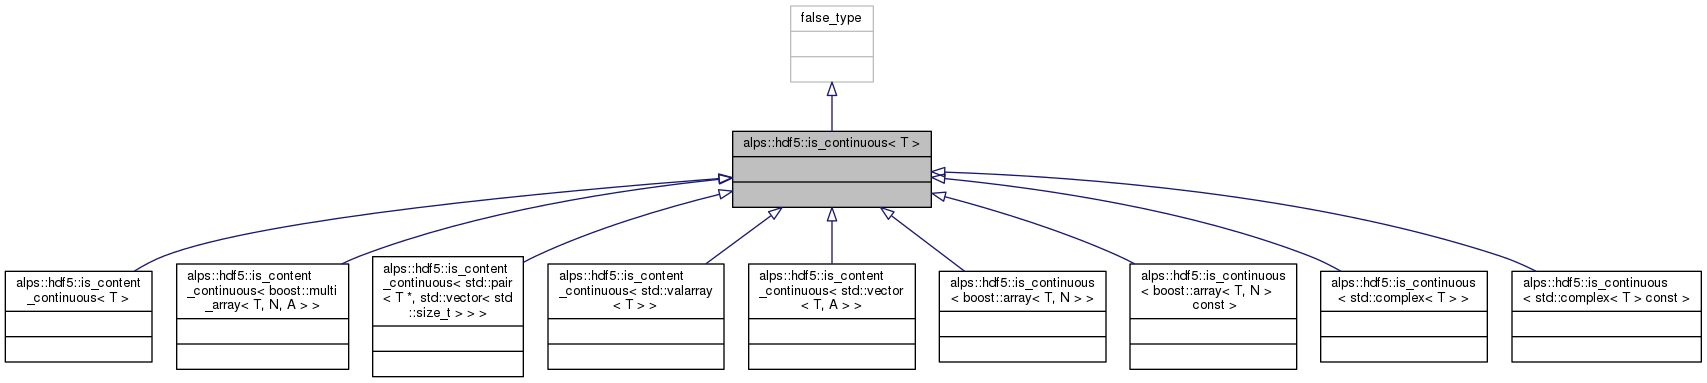 false_type
alps::hdf5::is_continuous< T >
alps::hdf5::is_content
_continuous< T >
alps::hdf5::is_content
_continuous< boost::multi
_array< T, N, A > >
alps::hdf5::is_content
_continuous< std::pair
< T *, std::vector< std
::size_t > > >
alps::hdf5::is_content
_continuous< std::valarray
< T > >
alps::hdf5::is_content
_continuous< std::vector
< T, A > >
alps::hdf5::is_continuous
< boost::array< T, N > >
alps::hdf5::is_continuous
< boost::array< T, N >
const >
alps::hdf5::is_continuous
< std::complex< T > >
alps::hdf5::is_continuous
< std::complex< T > const >